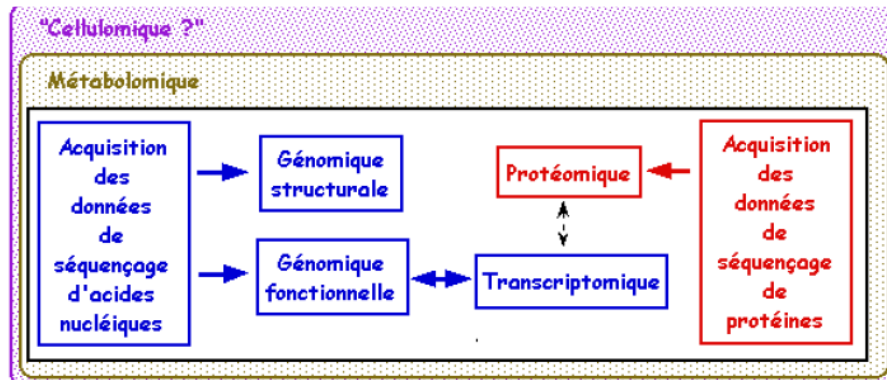 "Cellulomique ?"
Métabolomique
Acquisition
des
données
de
séquençage
d'acides
nucléiques
Génomique
structurale
Génomique
fonctionnelle
Protéomique
Transcriptomique
Acquisition
des
données
de
séquençage
de
protéines